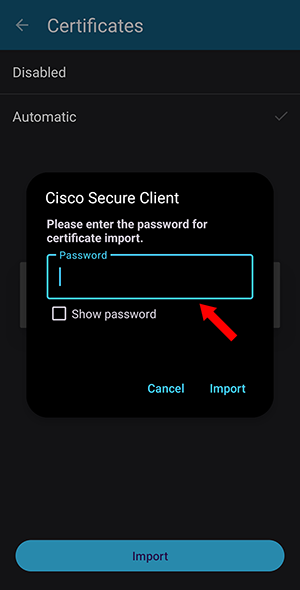 Certificates
Disabled
Automatic
Cisco Secure Client
Please enter the password for
certificate import.
Password
Show password
Cancel Import
Import